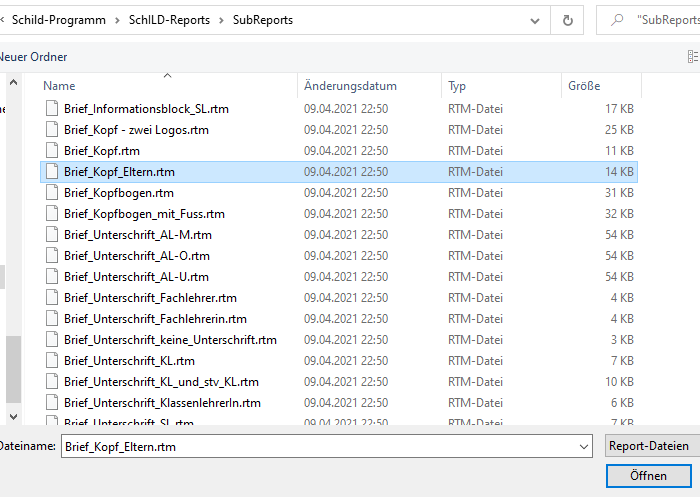 Schild-Programm > SchILD-Reports > SubReports
"SubRepo
euer Ordner
Name Änderungsdatum Typ Größe
Brief_Informationsblock_SL.rtm 09.04.2021 22:50 RTM-Datei 17 KB
Brief_Kopf - zwei Logos.rtm 09.04.2021 22:50 RTM-Datei 25 KB
Brief_Kopf.rtm 09.04.2021 22:50 RTM-Datei 11 KB
Brief_Kopf_Eltern.rtm 09.04.2021 22:50 RTM-Datei 14 KB
Brief_Kopfbogen.rtm 09.04.2021 22:50 RTM-Datei 31 KB
Brief_Kopfbogen_mit_Fuss.rtm 09.04.2021 22:50 RTM-Datei 32 KB
Brief_Unterschrift_AL-M.rtm 09.04.2021 22:50 RTM-Datei 54 KB
Brief_Unterschrift_AL-O.rtm 09.04.2021 22:50 RTM-Datei 54 KB
Brief_Unterschrift_AL-U.rtm 09.04.2021 22:50 RTM-Datei 54 KB
Brief_Unterschrift_Fachlehrer.rtm 09.04.2021 22:50 RTM-Datei 4 KB
Brief_Unterschrift_Fachlehrerin.rtm 09.04.2021 22:50 RTM-Datei 4 KB
Brief_Unterschrift_keine_Unterschrift.rtm 09.04.2021 22:50 RTM-Datei 3 KB
Brief_Unterschrift_KL.rtm 09.04.2021 22:50 RTM-Datei 7 KB
Brief_Unterschrift_KL_und_stv_KL.rtm 09.04.2021 22:50 RTM-Datei 10 KB
Brief_Unterschrift_KlassenlehrerIn.rtm 09.04.2021 22:50 RTM-Datei 6 KB
Brief_Unterschrift_SL.rtm 09.04.2021 22:50 RTM-Datei 7 KB
Dateiname: Brief_Kopf_Eltern.rtm Report-Dateien
Öffnen